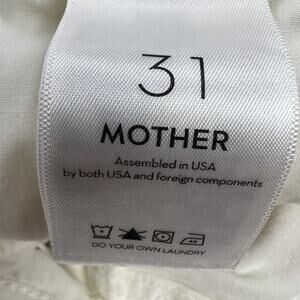 31
MOTHER
Assembled in USA
by both USA and foreign components
DO YOUR OWN LAUNDRY